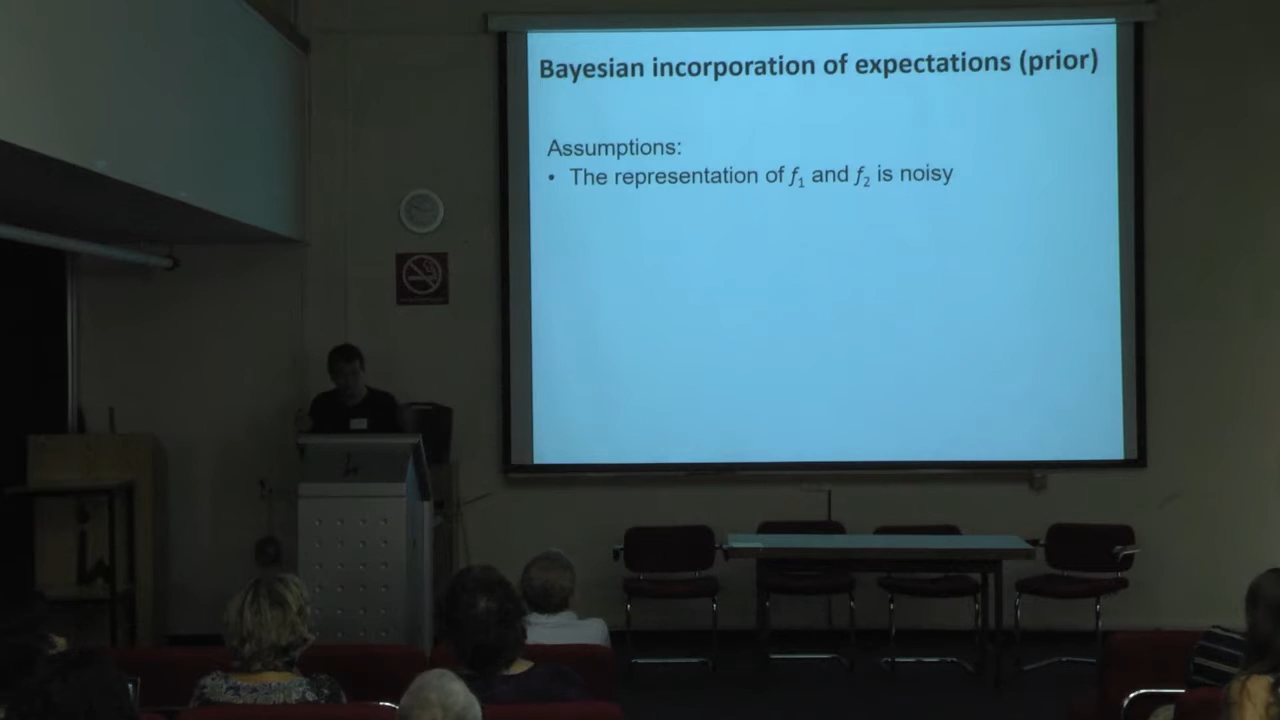 Bayesian incorporation of expectations (prior)
Assumptions:
• The representation of f₁ and f₂ is noisy